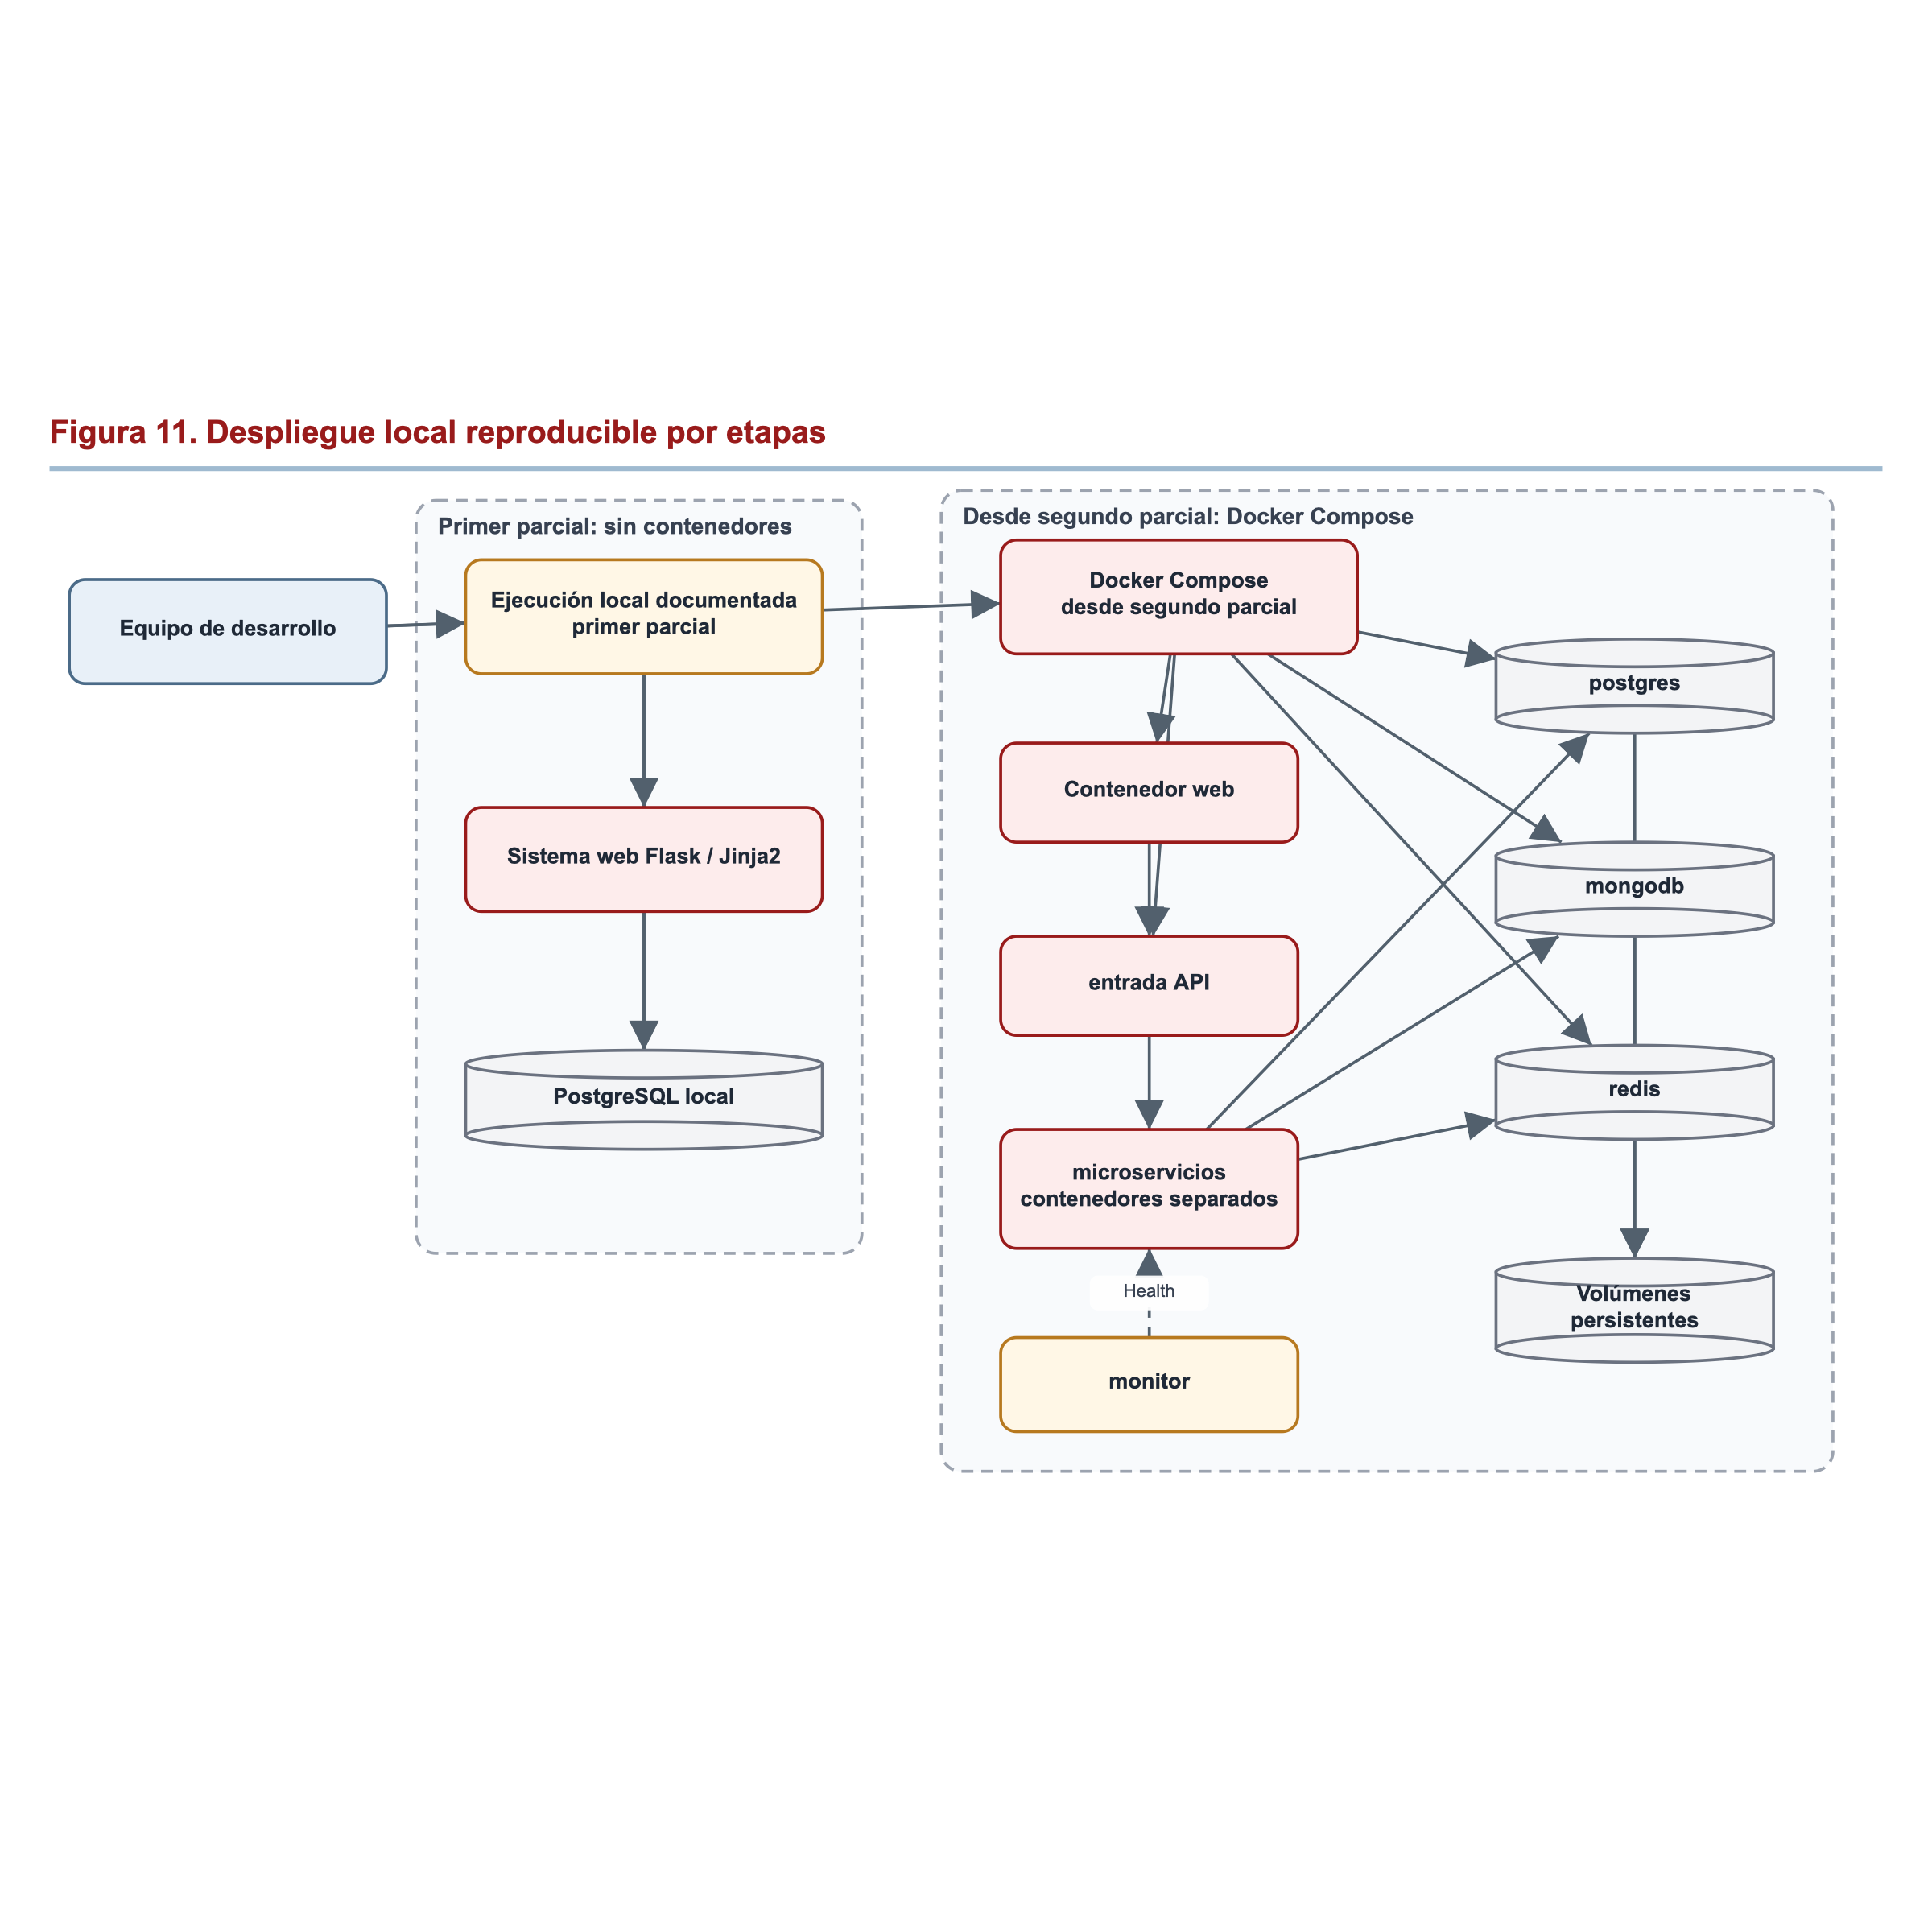 Figura 11. Despliegue local reproducible por etapas
Primer parcial: sin contenedores
Desde segundo parcial: Docker Compose
Equipo de desarrollo
Ejecución local documentada
primer parcial
Docker Compose
desde segundo parcial
postgres
Contenedor web
Sistema web Flask / Jinja2
mongodb
entrada API
PostgreSQL local
redis
microservicios
contenedores separados
Health
Volúmenes
persistentes
monitor